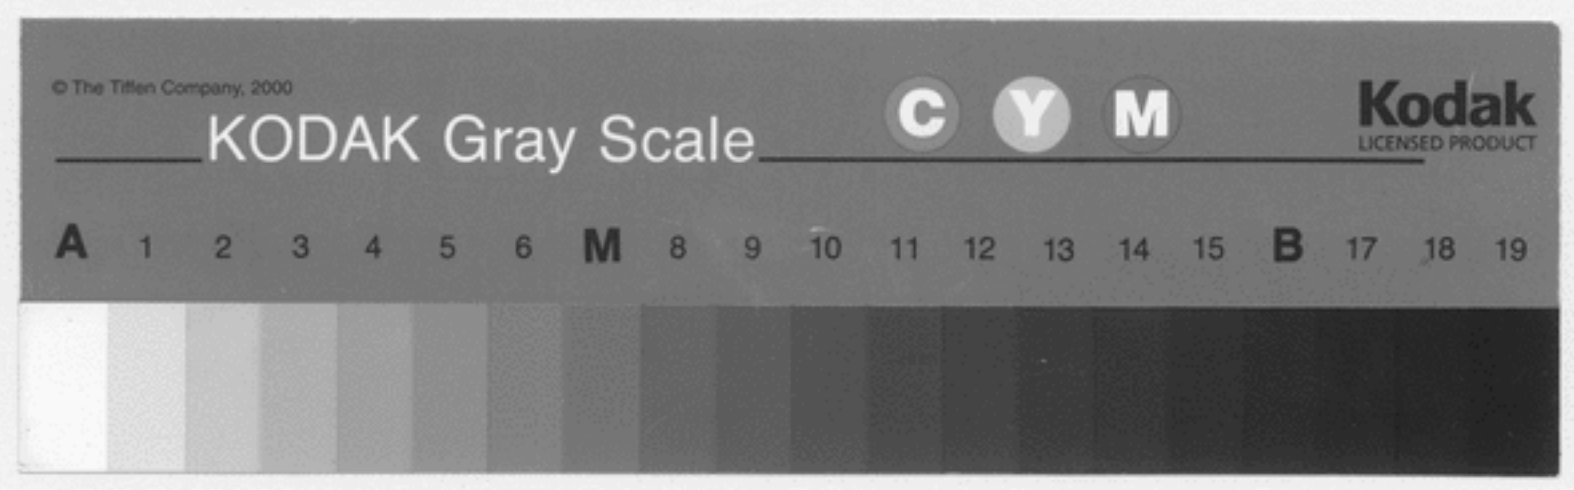 © The Tiffen Company, 2000
KODAK Gray Scale
C Y M
Kodak
LICENSED PRODUCT
A 1 2 3 4 5 6 M 8 9 10 11 12 13 14 15 B 17 18 19